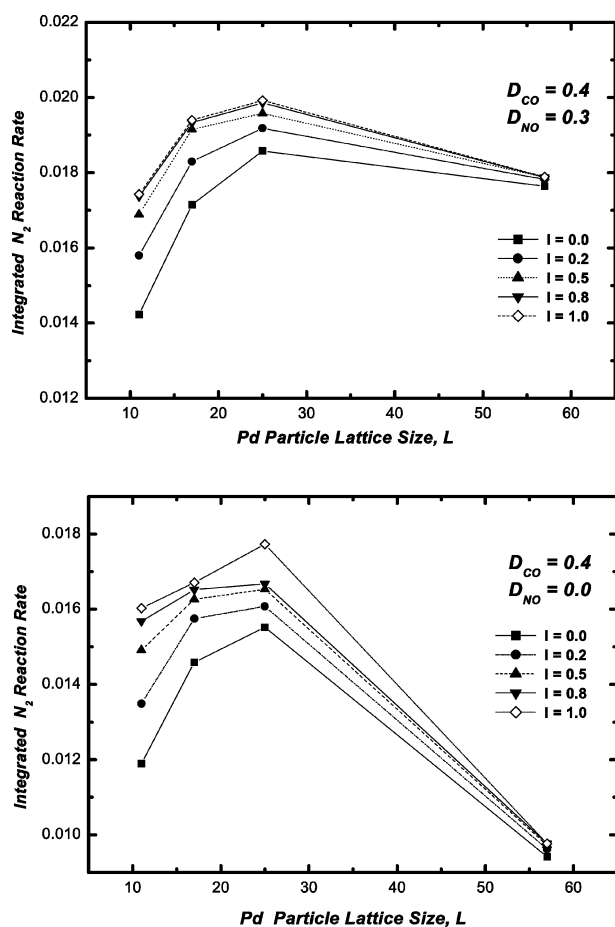 0.022
0.020
0.018
0.016
0.014
0.012
Integrated N2 Reaction Rate
DCO = 0.4
DNO = 0.3
I = 0.0
I = 0.2
I = 0.5
I = 0.8
I = 1.0
10 20 30 40 50 60
Pd Particle Lattice Size, L
0.018
0.016
0.014
0.012
0.010
Integrated N2 Reaction Rate
DCO = 0.4
DNO = 0.0
I = 0.0
I = 0.2
I = 0.5
I = 0.8
I = 1.0
10 20 30 40 50 60
Pd Particle Lattice Size, L